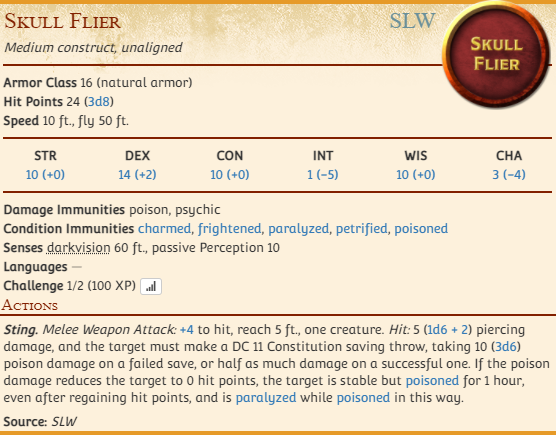 Skull Flier SLW
Skull
Flier
Medium construct, unaligned
Armor Class 16 (natural armor)
Hit Points 24 (3d8)
Speed 10 ft., fly 50 ft.
STR DEX CON INT WIS CHA
10 (+0) 14 (+2) 10 (+0) 1 (−5) 10 (+0) 3 (−4)
Damage Immunities poison, psychic
Condition Immunities charmed, frightened, paralyzed, petrified, poisoned
Senses darkvision 60 ft., passive Perception 10
Languages —
Challenge 1/2 (100 XP)
Actions
Sting. Melee Weapon Attack: +4 to hit, reach 5 ft., one creature. Hit: 5 (1d6 + 2) piercing
damage, and the target must make a DC 11 Constitution saving throw, taking 10 (3d6)
poison damage on a failed save, or half as much damage on a successful one. If the poison
damage reduces the target to 0 hit points, the target is stable but poisoned for 1 hour,
even after regaining hit points, and is paralyzed while poisoned in this way.
Source: SLW